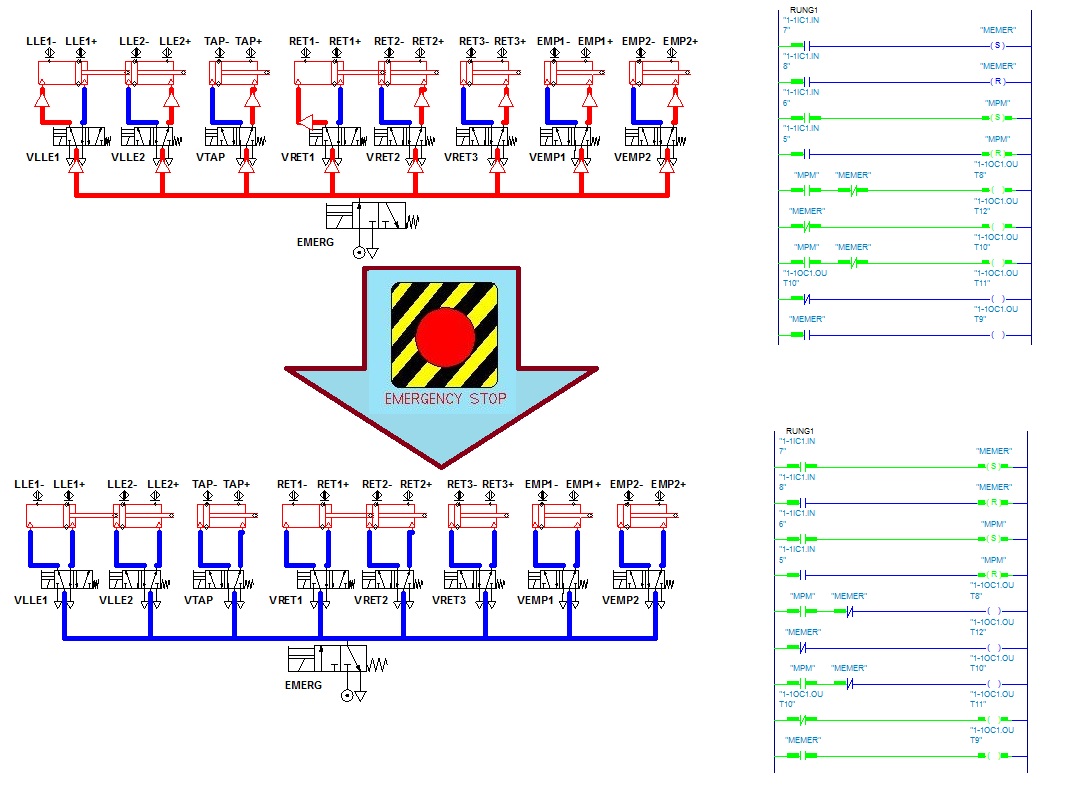 LLE1- LLE1+ LLE2- LLE2+ TAP- TAP+ RET1- RET1+ RET2- RET2+ RET3- RET3+ EMP1- EMP1+ EMP2- EMP2+
VLLE1 VLLE2 VTAP VRET1 VRET2 VRET3 VEMP1 VEMP2
EMERG
EMERGENCY STOP
LLE1- LLE1+ LLE2- LLE2+ TAP- TAP+ RET1- RET1+ RET2- RET2+ RET3- RET3+ EMP1- EMP1+ EMP2- EMP2+
VLLE1 VLLE2 VTAP VRET1 VRET2 VRET3 VEMP1 VEMP2
EMERG
RUNG1
"1-1IC1.IN
7" "MEMER"
(S)
"1-1IC1.IN
8" "MEMER"
(R)
"1-1IC1.IN
6" "MPM"
(S)
"1-1IC1.IN
5" "MPM"
(R)
"1-1OC1.OU
"MPM" "MEMER" T8"
( )
"1-1OC1.OU
"MEMER" T12"
( )
"1-1OC1.OU
"MPM" "MEMER" T10"
( )
"1-1OC1.OU "1-1OC1.OU
T10" T11"
( )
"1-1OC1.OU
"MEMER" T9"
( )
RUNG1
"1-1IC1.IN
7" "MEMER"
(S)
"1-1IC1.IN
8" "MEMER"
(R)
"1-1IC1.IN
6" "MPM"
(S)
"1-1IC1.IN
5" "MPM"
(R)
"1-1OC1.OU
"MPM" "MEMER" T8"
( )
"1-1OC1.OU
"MEMER" T12"
( )
"1-1OC1.OU
"MPM" "MEMER" T10"
( )
"1-1OC1.OU "1-1OC1.OU
T10" T11"
( )
"1-1OC1.OU
"MEMER" T9"
( )